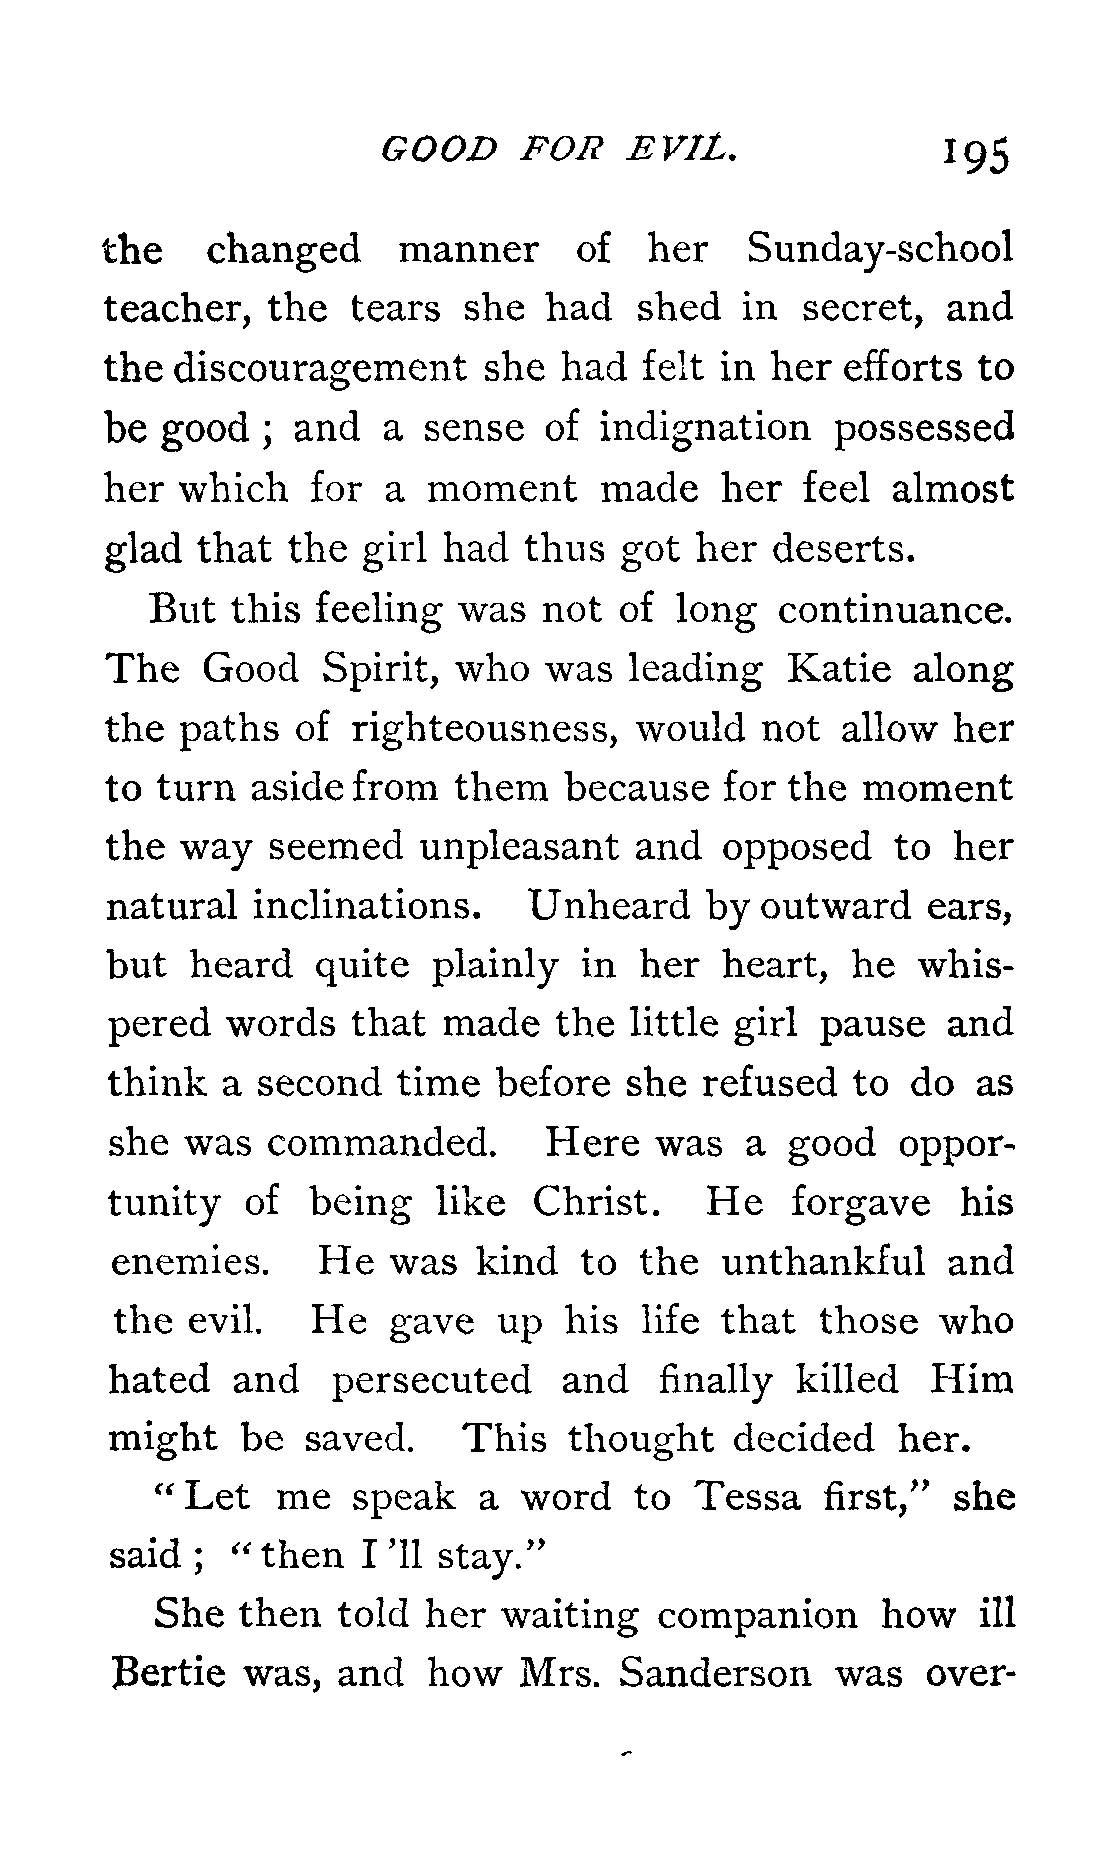 GOOD FOR EVIL. 195
the changed manner of her Sunday-school
teacher, the tears she had shed in secret, and
the discouragement she had felt in her efforts to
be good ; and a sense of indignation possessed
her which for a moment made her feel almost
glad that the girl had thus got her deserts.
But this feeling was not of long continuance.
The Good Spirit, who was leading Katie along
the paths of righteousness, would not allow her
to turn aside from them because for the moment
the way seemed unpleasant and opposed to her
natural inclinations. Unheard by outward ears,
but heard quite plainly in her heart, he whis-
pered words that made the little girl pause and
think a second time before she refused to do as
she was commanded. Here was a good oppor-
tunity of being like Christ. He forgave his
enemies. He was kind to the unthankful and
the evil. He gave up his life that those who
hated and persecuted and finally killed Him
might be saved. This thought decided her.
“ Let me speak a word to Tessa first,” she
said ; “ then I ’ll stay.”
She then told her waiting companion how ill
Bertie was, and how Mrs. Sanderson was over-